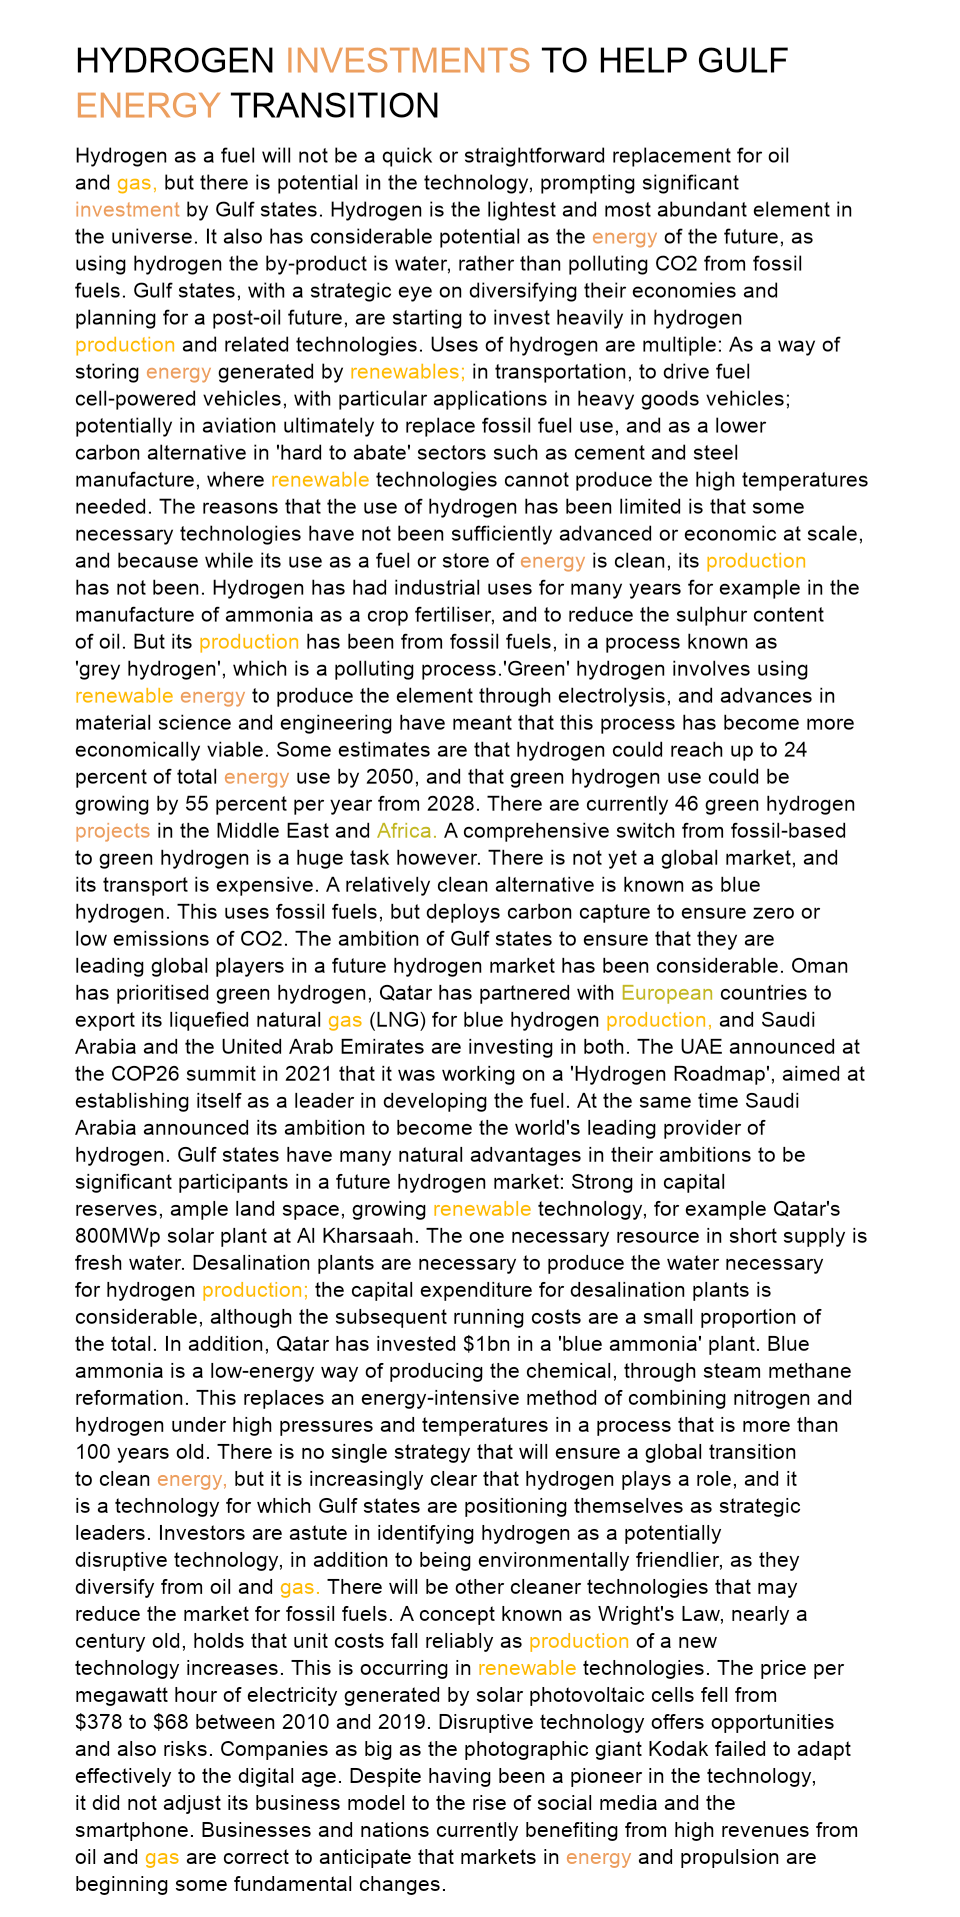 HYDROGEN INVESTMENTS TO HELP GULF
ENERGY TRANSITION
Hydrogen as a fuel will not be a quick or straightforward replacement for oil
and gas, but there is potential in the technology, prompting significant
investment by Gulf states. Hydrogen is the lightest and most abundant element in
the universe. It also has considerable potential as the energy of the future, as
using hydrogen the by-product is water, rather than polluting CO2 from fossil
fuels. Gulf states, with a strategic eye on diversifying their economies and
planning for a post-oil future, are starting to invest heavily in hydrogen
production and related technologies. Uses of hydrogen are multiple: As a way of
storing energy generated by renewables; in transportation, to drive fuel
cell-powered vehicles, with particular applications in heavy goods vehicles;
potentially in aviation ultimately to replace fossil fuel use, and as a lower
carbon alternative in 'hard to abate' sectors such as cement and steel
manufacture, where renewable technologies cannot produce the high temperatures
needed. The reasons that the use of hydrogen has been limited is that some
necessary technologies have not been sufficiently advanced or economic at scale,
and because while its use as a fuel or store of energy is clean, its production
has not been. Hydrogen has had industrial uses for many years for example in the
manufacture of ammonia as a crop fertiliser, and to reduce the sulphur content
of oil. But its production has been from fossil fuels, in a process known as
'grey hydrogen', which is a polluting process.'Green' hydrogen involves using
renewable energy to produce the element through electrolysis, and advances in
material science and engineering have meant that this process has become more
economically viable. Some estimates are that hydrogen could reach up to 24
percent of total energy use by 2050, and that green hydrogen use could be
growing by 55 percent per year from 2028. There are currently 46 green hydrogen
projects in the Middle East and Africa. A comprehensive switch from fossil-based
to green hydrogen is a huge task however. There is not yet a global market, and
its transport is expensive. A relatively clean alternative is known as blue
hydrogen. This uses fossil fuels, but deploys carbon capture to ensure zero or
low emissions of CO2. The ambition of Gulf states to ensure that they are
leading global players in a future hydrogen market has been considerable. Oman
has prioritised green hydrogen, Qatar has partnered with European countries to
export its liquefied natural gas (LNG) for blue hydrogen production, and Saudi
Arabia and the United Arab Emirates are investing in both. The UAE announced at
the COP26 summit in 2021 that it was working on a 'Hydrogen Roadmap', aimed at
establishing itself as a leader in developing the fuel. At the same time Saudi
Arabia announced its ambition to become the world's leading provider of
hydrogen. Gulf states have many natural advantages in their ambitions to be
significant participants in a future hydrogen market: Strong in capital
reserves, ample land space, growing renewable technology, for example Qatar's
800MWp solar plant at Al Kharsaah. The one necessary resource in short supply is
fresh water. Desalination plants are necessary to produce the water necessary
for hydrogen production; the capital expenditure for desalination plants is
considerable, although the subsequent running costs are a small proportion of
the total. In addition, Qatar has invested $1bn in a 'blue ammonia' plant. Blue
ammonia is a low-energy way of producing the chemical, through steam methane
reformation. This replaces an energy-intensive method of combining nitrogen and
hydrogen under high pressures and temperatures in a process that is more than
100 years old. There is no single strategy that will ensure a global transition
to clean energy, but it is increasingly clear that hydrogen plays a role, and it
is a technology for which Gulf states are positioning themselves as strategic
leaders. Investors are astute in identifying hydrogen as a potentially
disruptive technology, in addition to being environmentally friendlier, as they
diversify from oil and gas. There will be other cleaner technologies that may
reduce the market for fossil fuels. A concept known as Wright's Law, nearly a
century old, holds that unit costs fall reliably as production of a new
technology increases. This is occurring in renewable technologies. The price per
megawatt hour of electricity generated by solar photovoltaic cells fell from
$378 to $68 between 2010 and 2019. Disruptive technology offers opportunities
and also risks. Companies as big as the photographic giant Kodak failed to adapt
effectively to the digital age. Despite having been a pioneer in the technology,
it did not adjust its business model to the rise of social media and the
smartphone. Businesses and nations currently benefiting from high revenues from
oil and gas are correct to anticipate that markets in energy and propulsion are
beginning some fundamental changes.